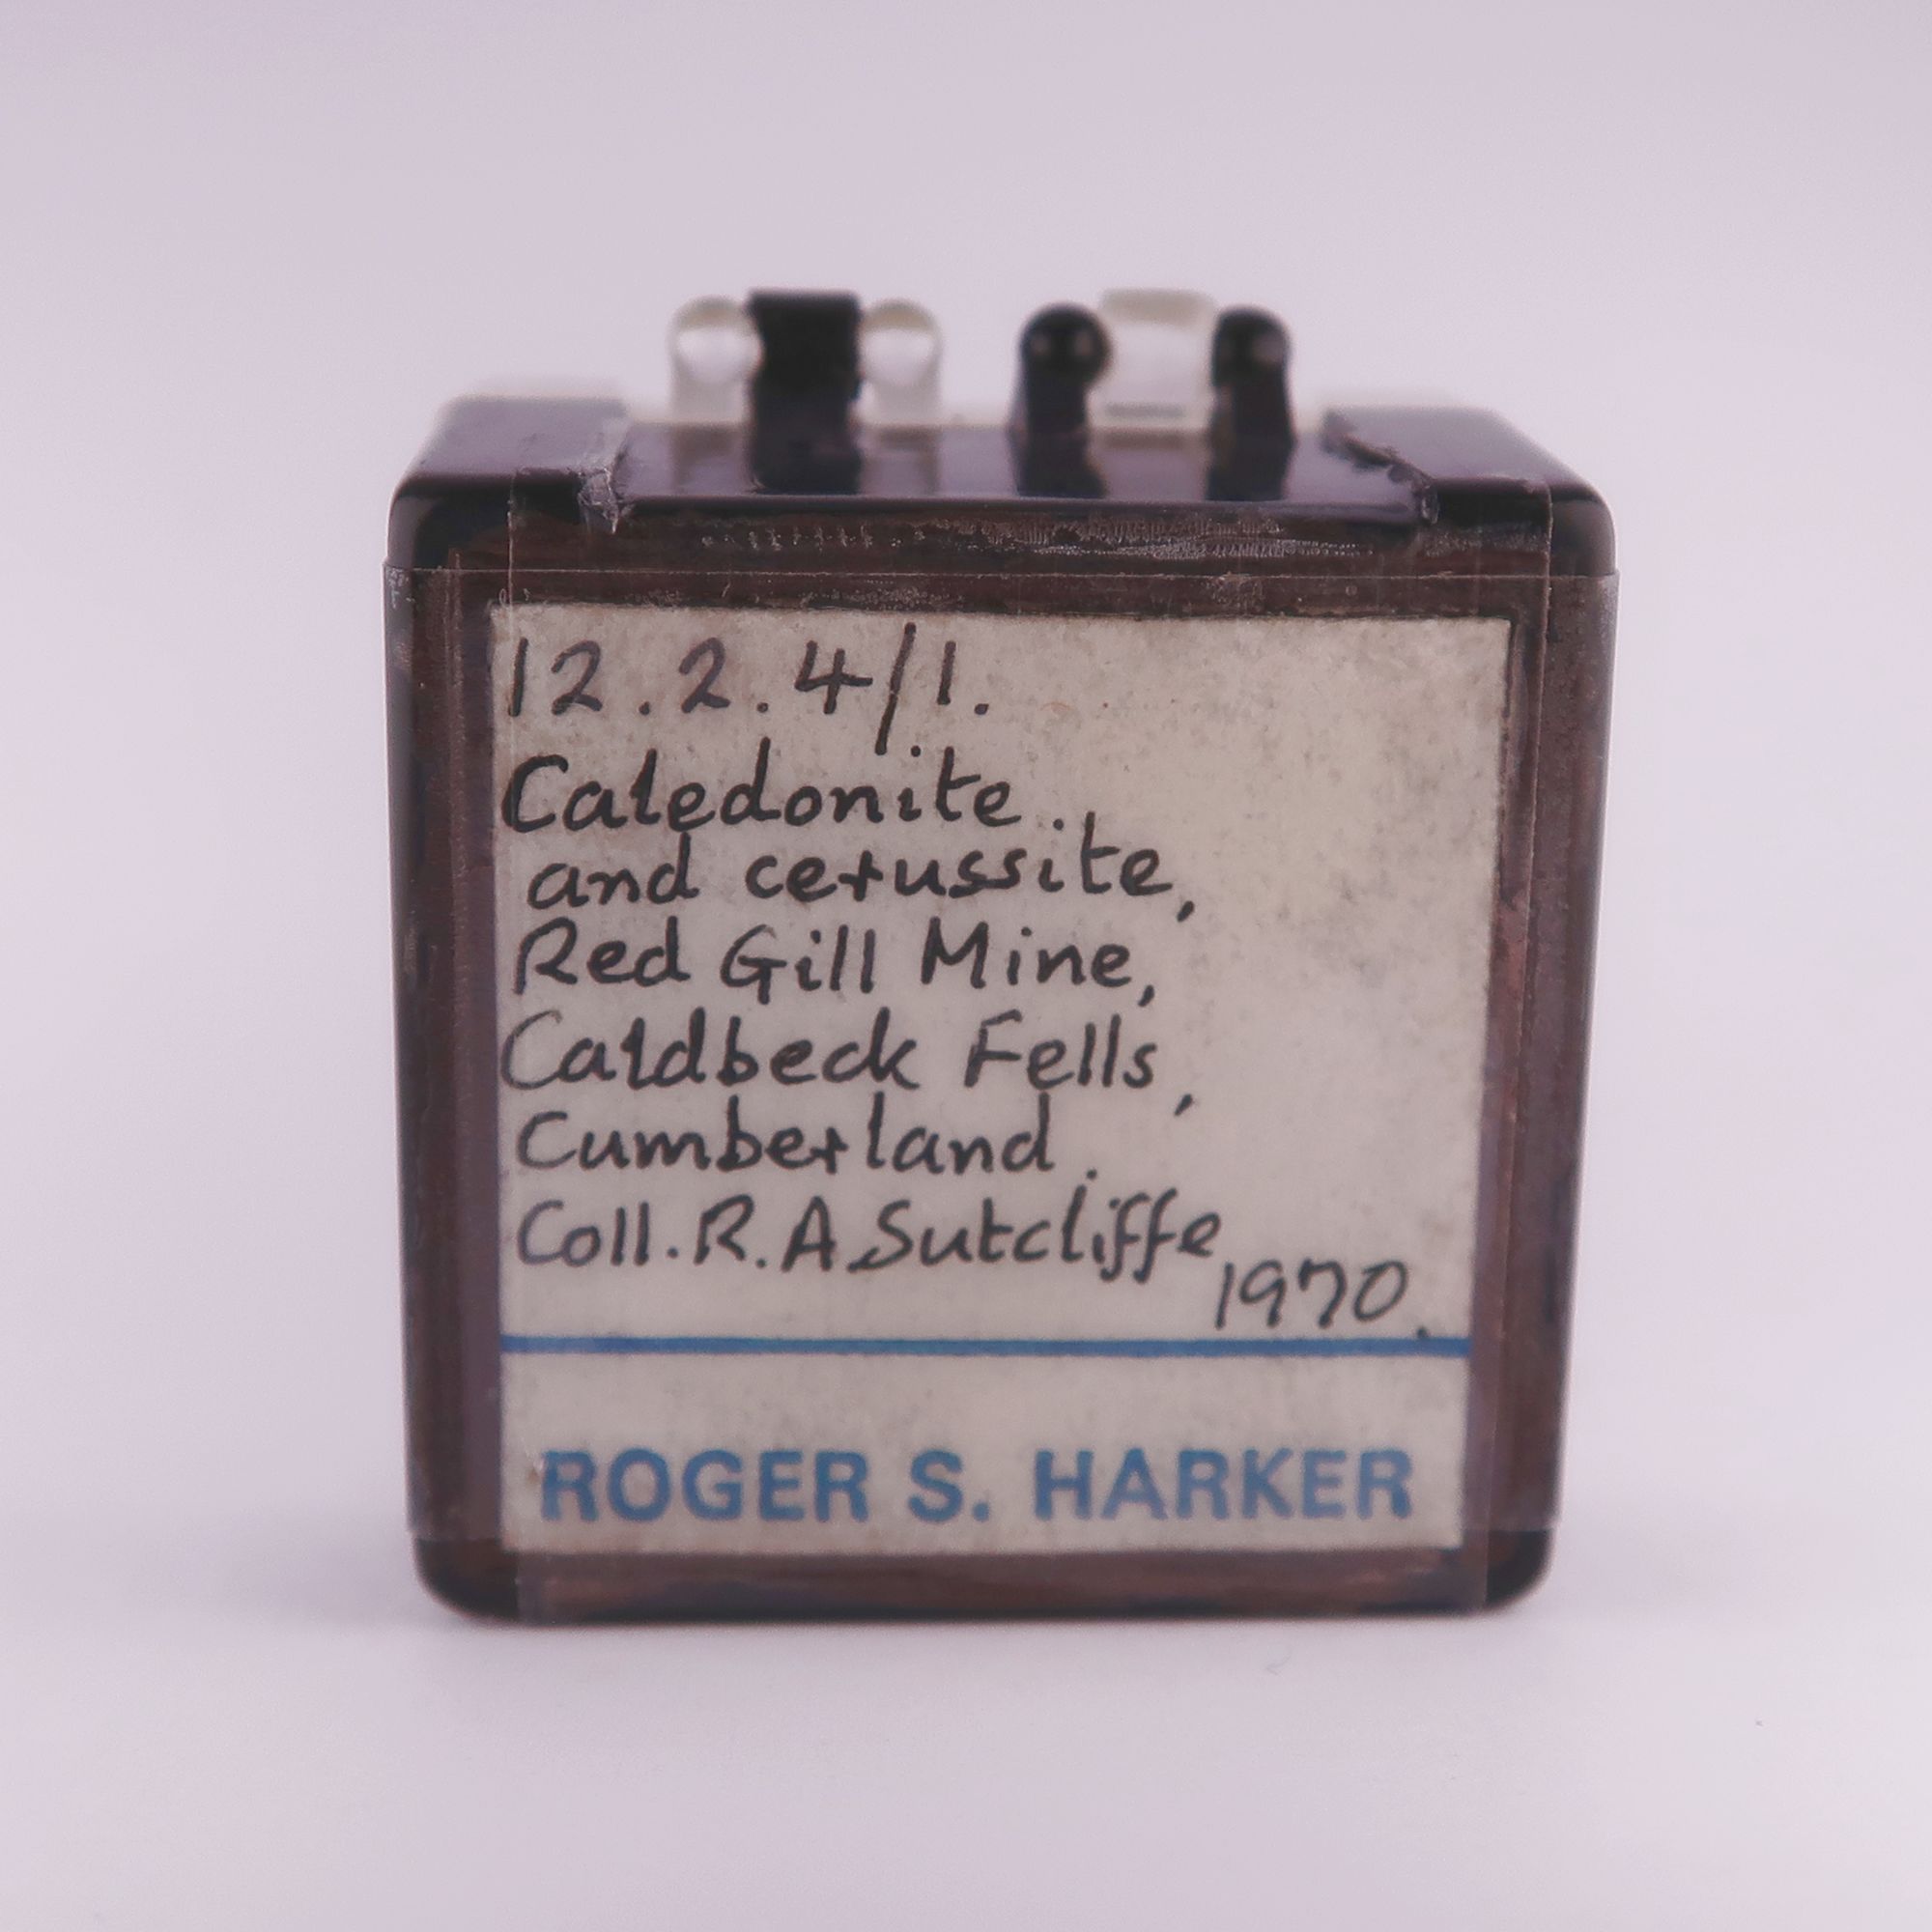 12.2.4/1.
Caledonite.
and cerussite,
Red Gill Mine,
Caldbeck Fells,
Cumberland.
Coll. R. A. Sutcliffe
1970.
ROGER S. HARKER